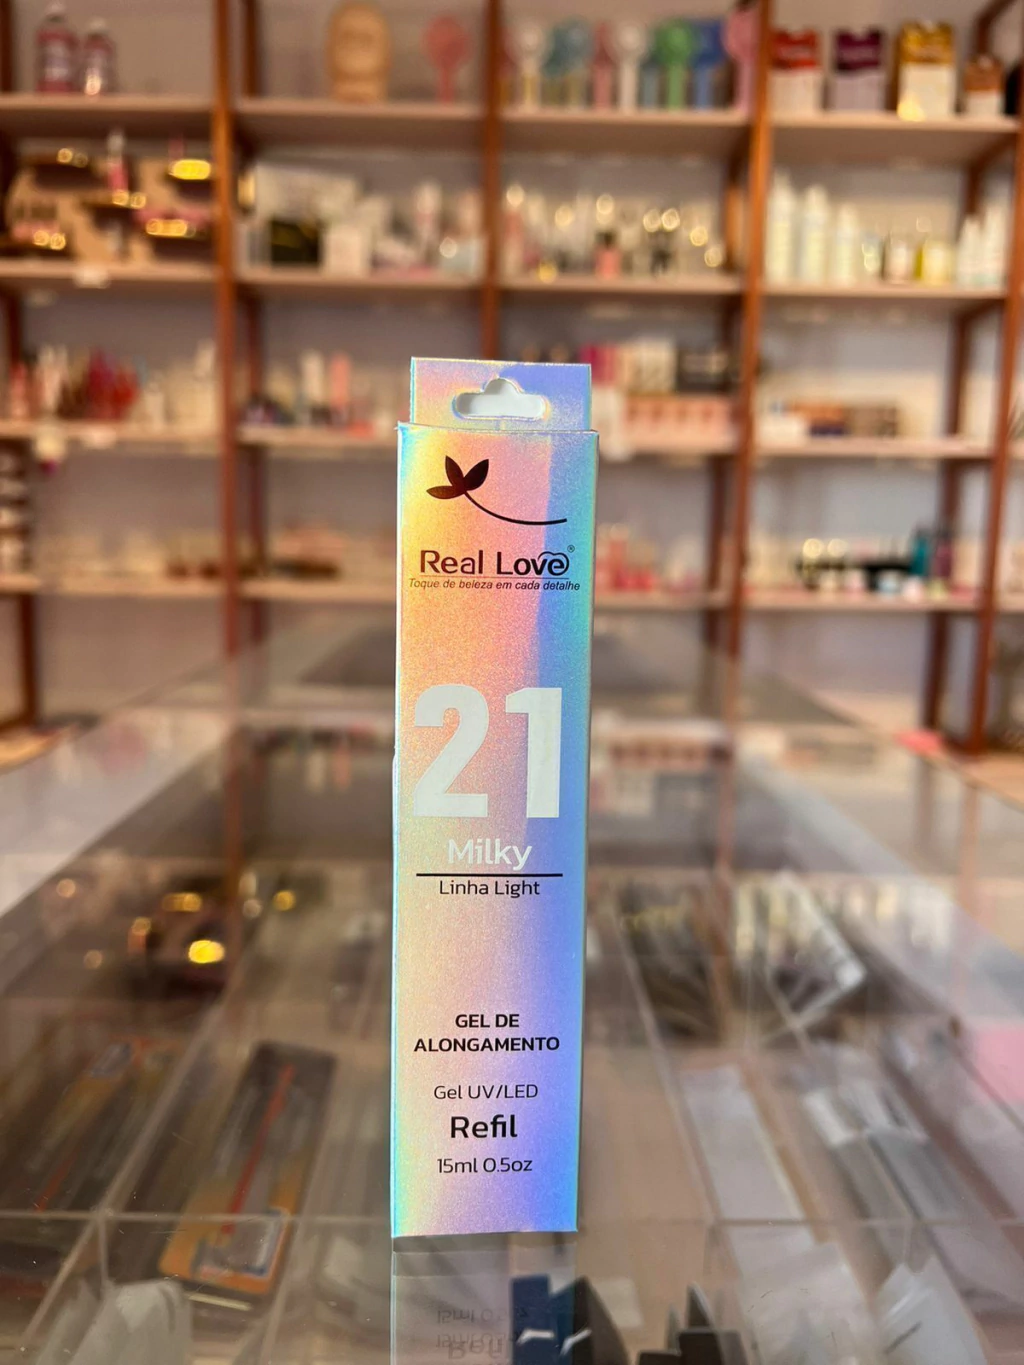 Real Love®
Toque de beleza em cada detalhe
21
Milky
Linha Light
GEL DE
ALONGAMENTO
Gel UV/LED
Refil
15ml 0.5oz